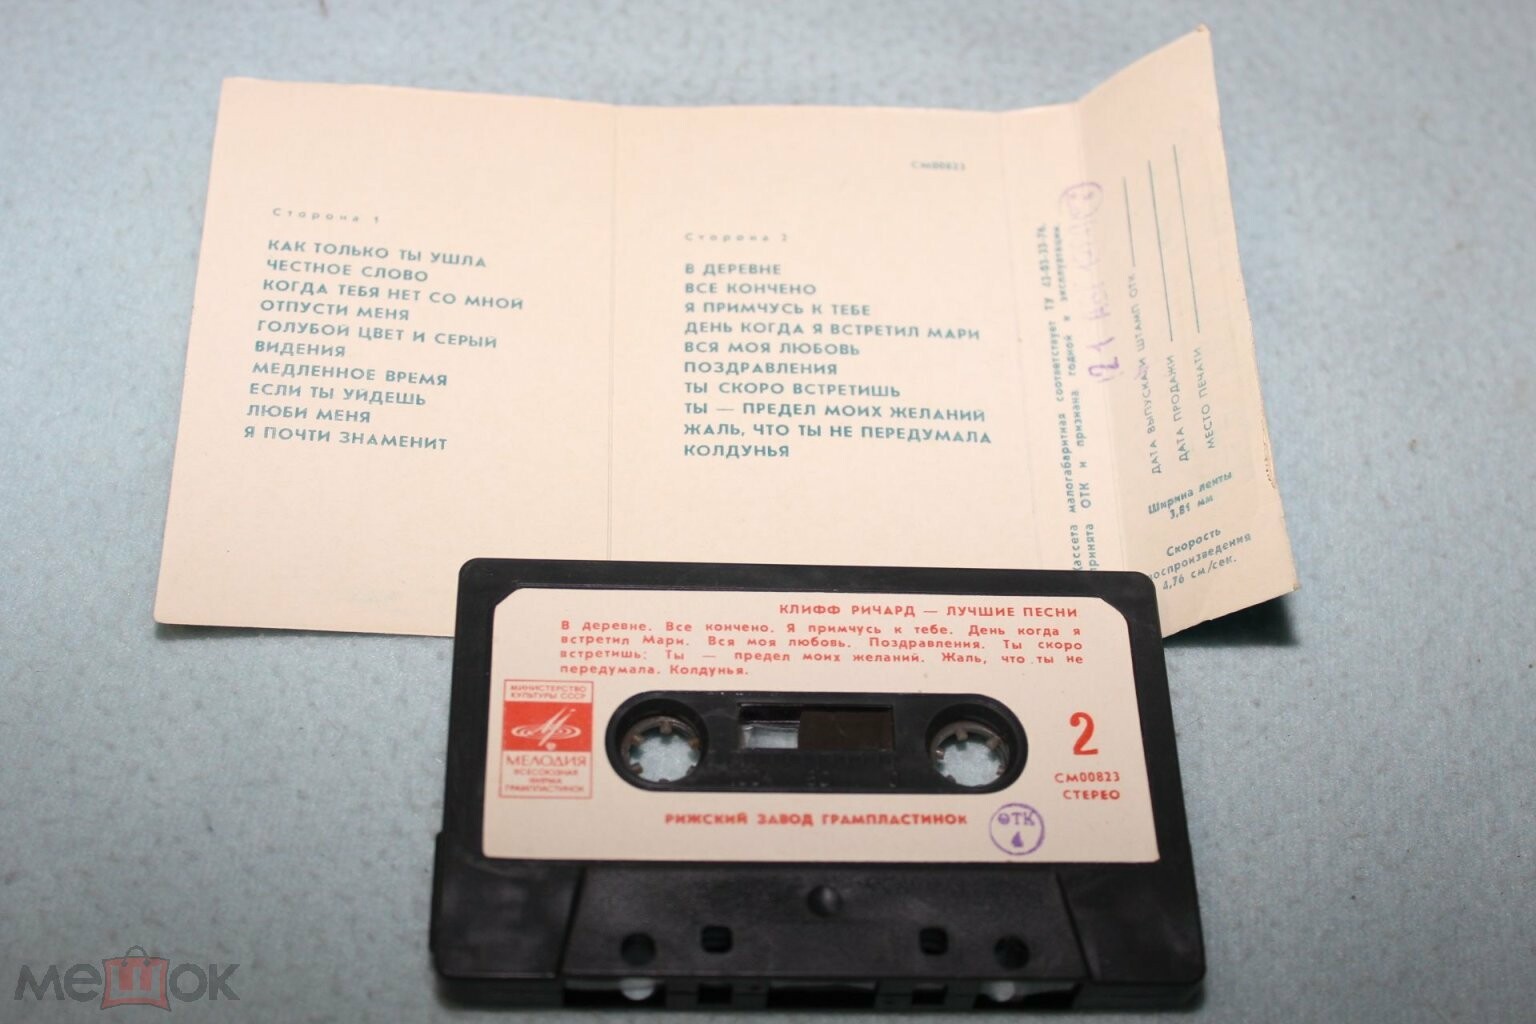 СМ00823
Сторона 1
КАК ТОЛЬКО ТЫ УШЛА
ЧЕСТНОЕ СЛОВО
КОГДА ТЕБЯ НЕТ СО МНОЙ
ОТПУСТИ МЕНЯ
ГОЛУБОЙ ЦВЕТ И СЕРЫЙ
ВИДЕНИЯ
МЕДЛЕННОЕ ВРЕМЯ
ЕСЛИ ТЫ УЙДЕШЬ
ЛЮБИ МЕНЯ
Я ПОЧТИ ЗНАМЕНИТ
Сторона 2
В ДЕРЕВНЕ
ВСЕ КОНЧЕНО
Я ПРИМЧУСЬ К ТЕБЕ
ДЕНЬ КОГДА Я ВСТРЕТИЛ МАРИ
ВСЯ МОЯ ЛЮБОВЬ
ПОЗДРАВЛЕНИЯ
ТЫ СКОРО ВСТРЕТИШЬ
ТЫ — ПРЕДЕЛ МОИХ ЖЕЛАНИЙ
ЖАЛЬ, ЧТО ТЫ НЕ ПЕРЕДУМАЛА
КОЛДУНЬЯ
Кассета малогабаритная соответствует ТУ
принята ОТК и признана годной к эксплуатации.
ДАТА ВЫПУСКА И ШТАМП ОТК
ДАТА ПРОДАЖИ
МЕСТО ПЕЧАТИ
Ширина ленты
3,81 мм
Скорость
воспроизведения
4,76 см/сек.
КЛИФФ РИЧАРД — ЛУЧШИЕ ПЕСНИ
В деревне. Все кончено. Я примчусь к тебе. День когда я
встретил Мари. Вся моя любовь. Поздравления. Ты скоро
встретишь. Ты — предел моих желаний. Жаль, что ты не
передумала. Колдунья.
МИНИСТЕРСТВО
КУЛЬТУРЫ СССР
МЕЛОДИЯ
ВСЕСОЮЗНАЯ
ФИРМА
ГРАМПЛАСТИНОК
2
СМ00823
СТЕРЕО
РИЖСКИЙ ЗАВОД ГРАМПЛАСТИНОК
ОТК
мешок